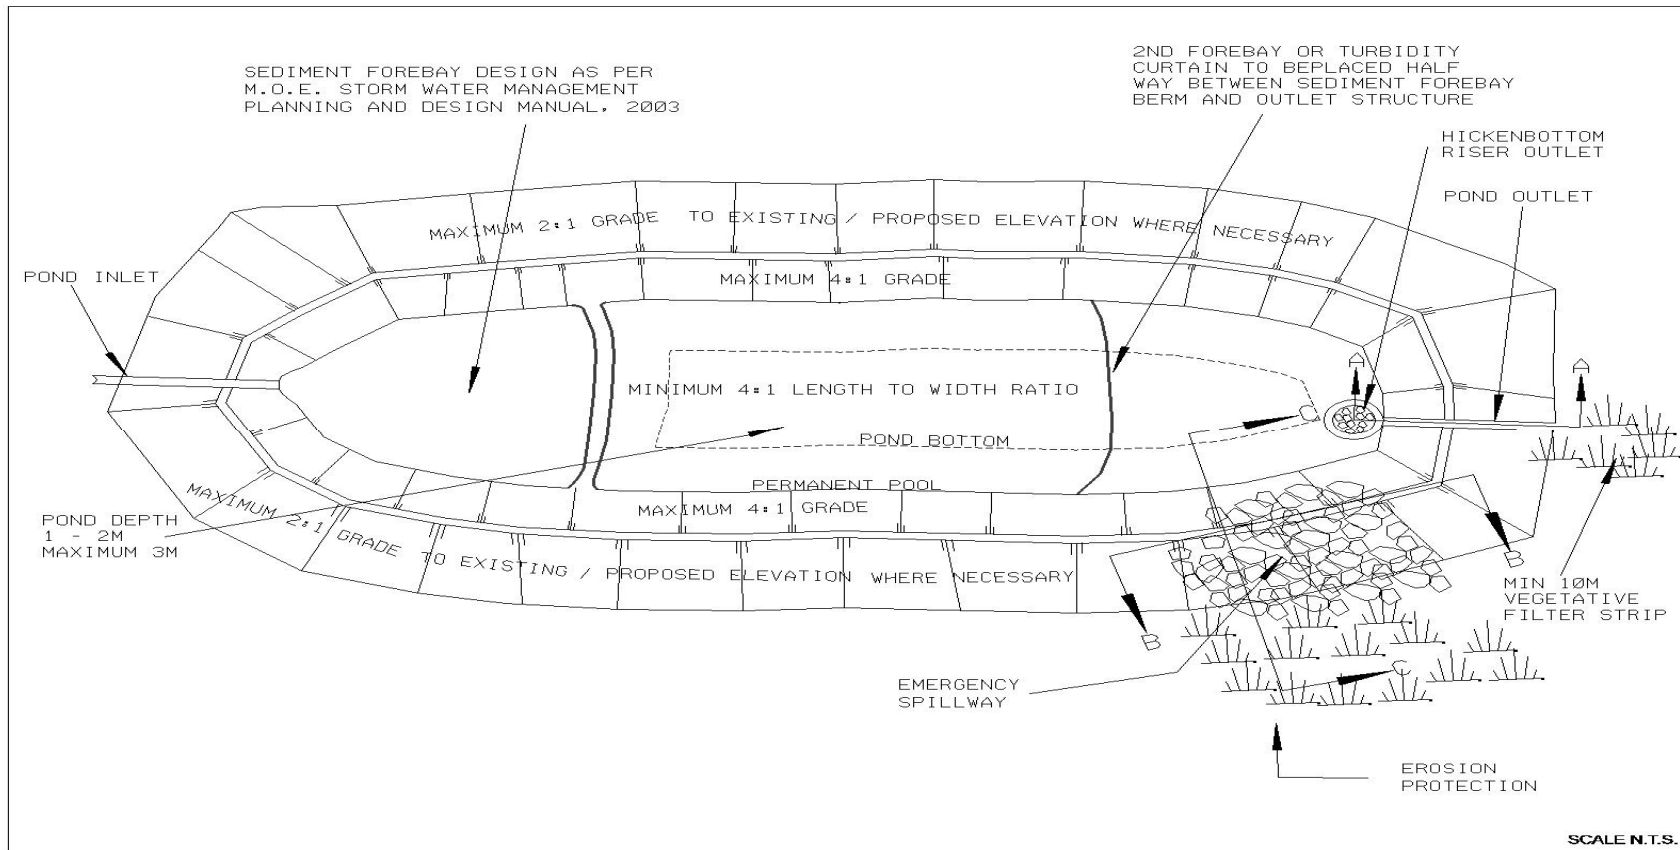 SEDIMENT FOREBAY DESIGN AS PER
M.O.E. STORM WATER MANAGEMENT
PLANNING AND DESIGN MANUAL, 2003
2ND FOREBAY OR TURBIDITY
CURTAIN TO BEPLACED HALF
WAY BETWEEN SEDIMENT FOREBAY
BERM AND OUTLET STRUCTURE
HICKENBOTTOM
RISER OUTLET
POND OUTLET
MAXIMUM 2:1 GRADE TO EXISTING / PROPOSED ELEVATION WHERE NECESSARY
POND INLET
MAXIMUM 4:1 GRADE
MINIMUM 4:1 LENGTH TO WIDTH RATIO
A
A
C
POND BOTTOM
PERMANENT POOL
MAXIMUM 4:1 GRADE
MAXIMUM 2:1 GRADE TO EXISTING / PROPOSED ELEVATION WHERE NECESSARY
POND DEPTH
1 - 2M
MAXIMUM 3M
B
B
MIN 10M
VEGETATIVE
FILTER STRIP
C
EMERGENCY
SPILLWAY
EROSION
PROTECTION
SCALE N.T.S.